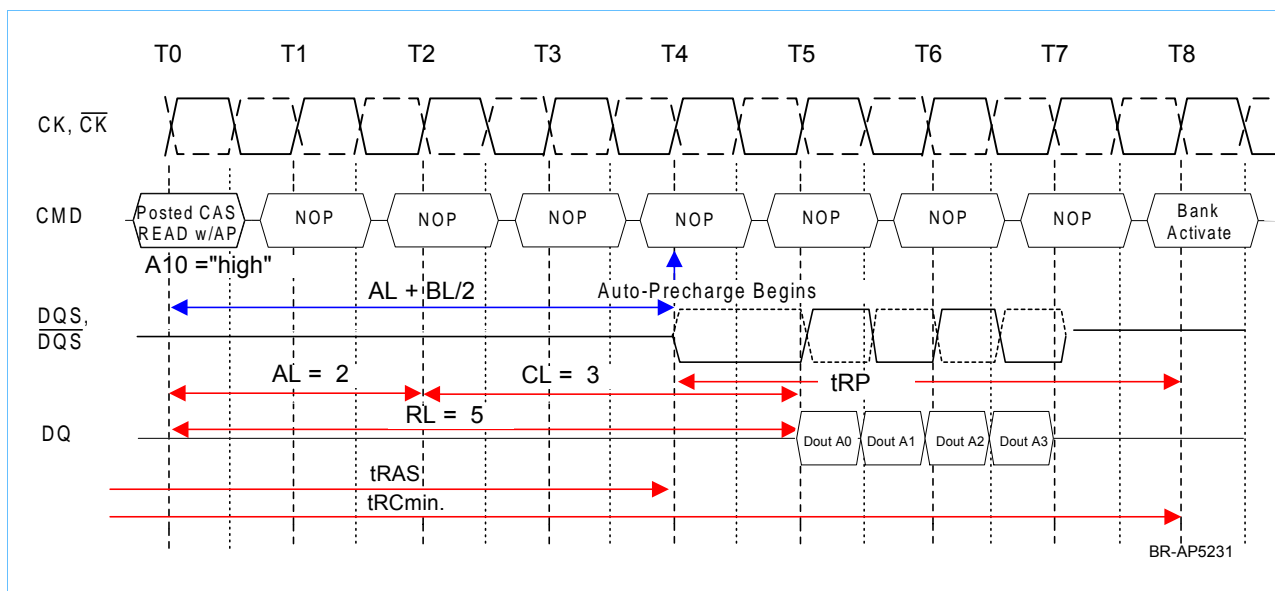 T0 T1 T2 T3 T4 T5 T6 T7 T8
CK, CK
CMD
Posted CAS
READ w/AP
NOP NOP NOP NOP NOP NOP NOP
Bank
Activate
A10 ="high"
AL + BL/2
Auto-Precharge Begins
DQS,
DQS
AL = 2
CL = 3
tRP
RL = 5
DQ
Dout A0 Dout A1 Dout A2 Dout A3
tRAS
tRCmin.
BR-AP5231